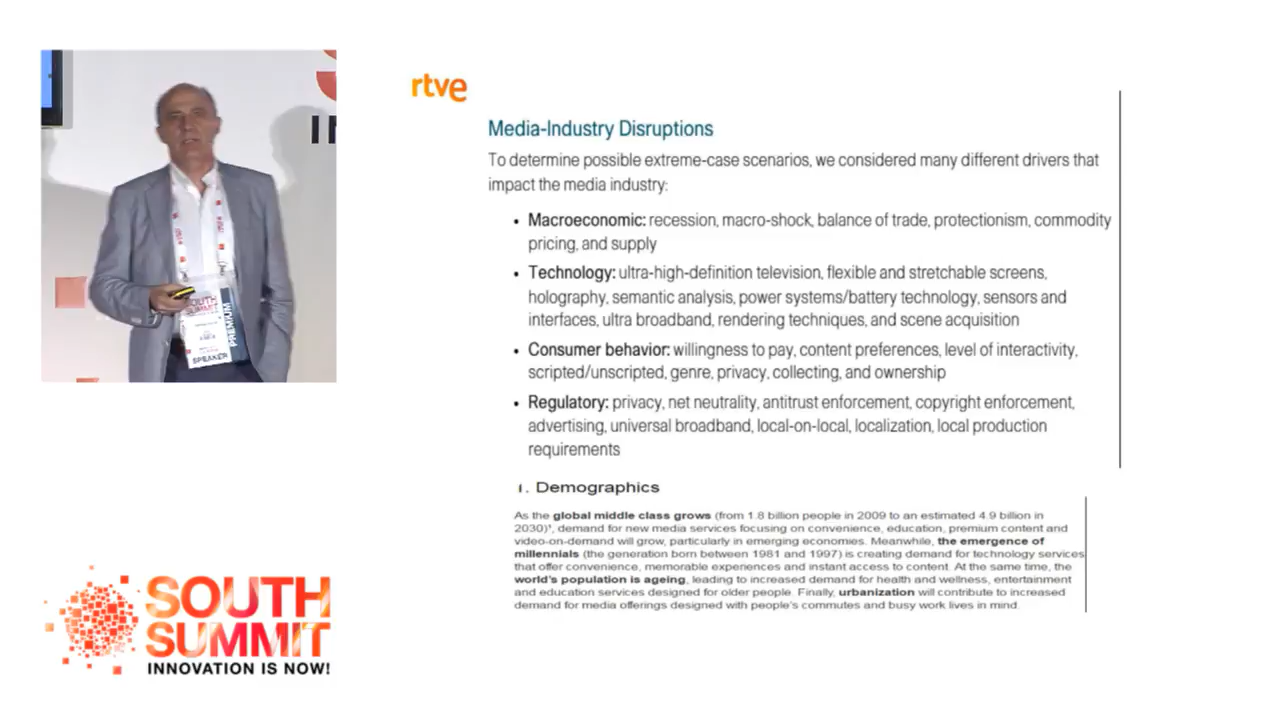 rtve
Media-Industry Disruptions
To determine possible extreme-case scenarios, we considered many different drivers that
impact the media industry:
• Macroeconomic: recession, macro-shock, balance of trade, protectionism, commodity
pricing, and supply
• Technology: ultra-high-definition television, flexible and stretchable screens,
holography, semantic analysis, power systems/battery technology, sensors and
interfaces, ultra broadband, rendering techniques, and scene acquisition
• Consumer behavior: willingness to pay, content preferences, level of interactivity,
scripted/unscripted, genre, privacy, collecting, and ownership
• Regulatory: privacy, net neutrality, antitrust enforcement, copyright enforcement,
advertising, universal broadband, local-on-local, localization, local production
requirements
1. Demographics
As the global middle class grows (from 1.8 billion people in 2009 to an estimated 4.9 billion in
2030)¹, demand for new media services focusing on convenience, education, premium content and
video-on-demand will grow, particularly in emerging economies. Meanwhile, the emergence of
millennials (the generation born between 1981 and 1997) is creating demand for technology services
that offer convenience, memorable experiences and instant access to content. At the same time, the
world's population is ageing, leading to increased demand for health and wellness, entertainment
and education services designed for older people. Finally, urbanization will contribute to increased
demand for media offerings designed with people's commutes and busy work lives in mind.
SOUTH
SUMMIT
PREMIUM
SPEAKER
SOUTH
SUMMIT
INNOVATION IS NOW!